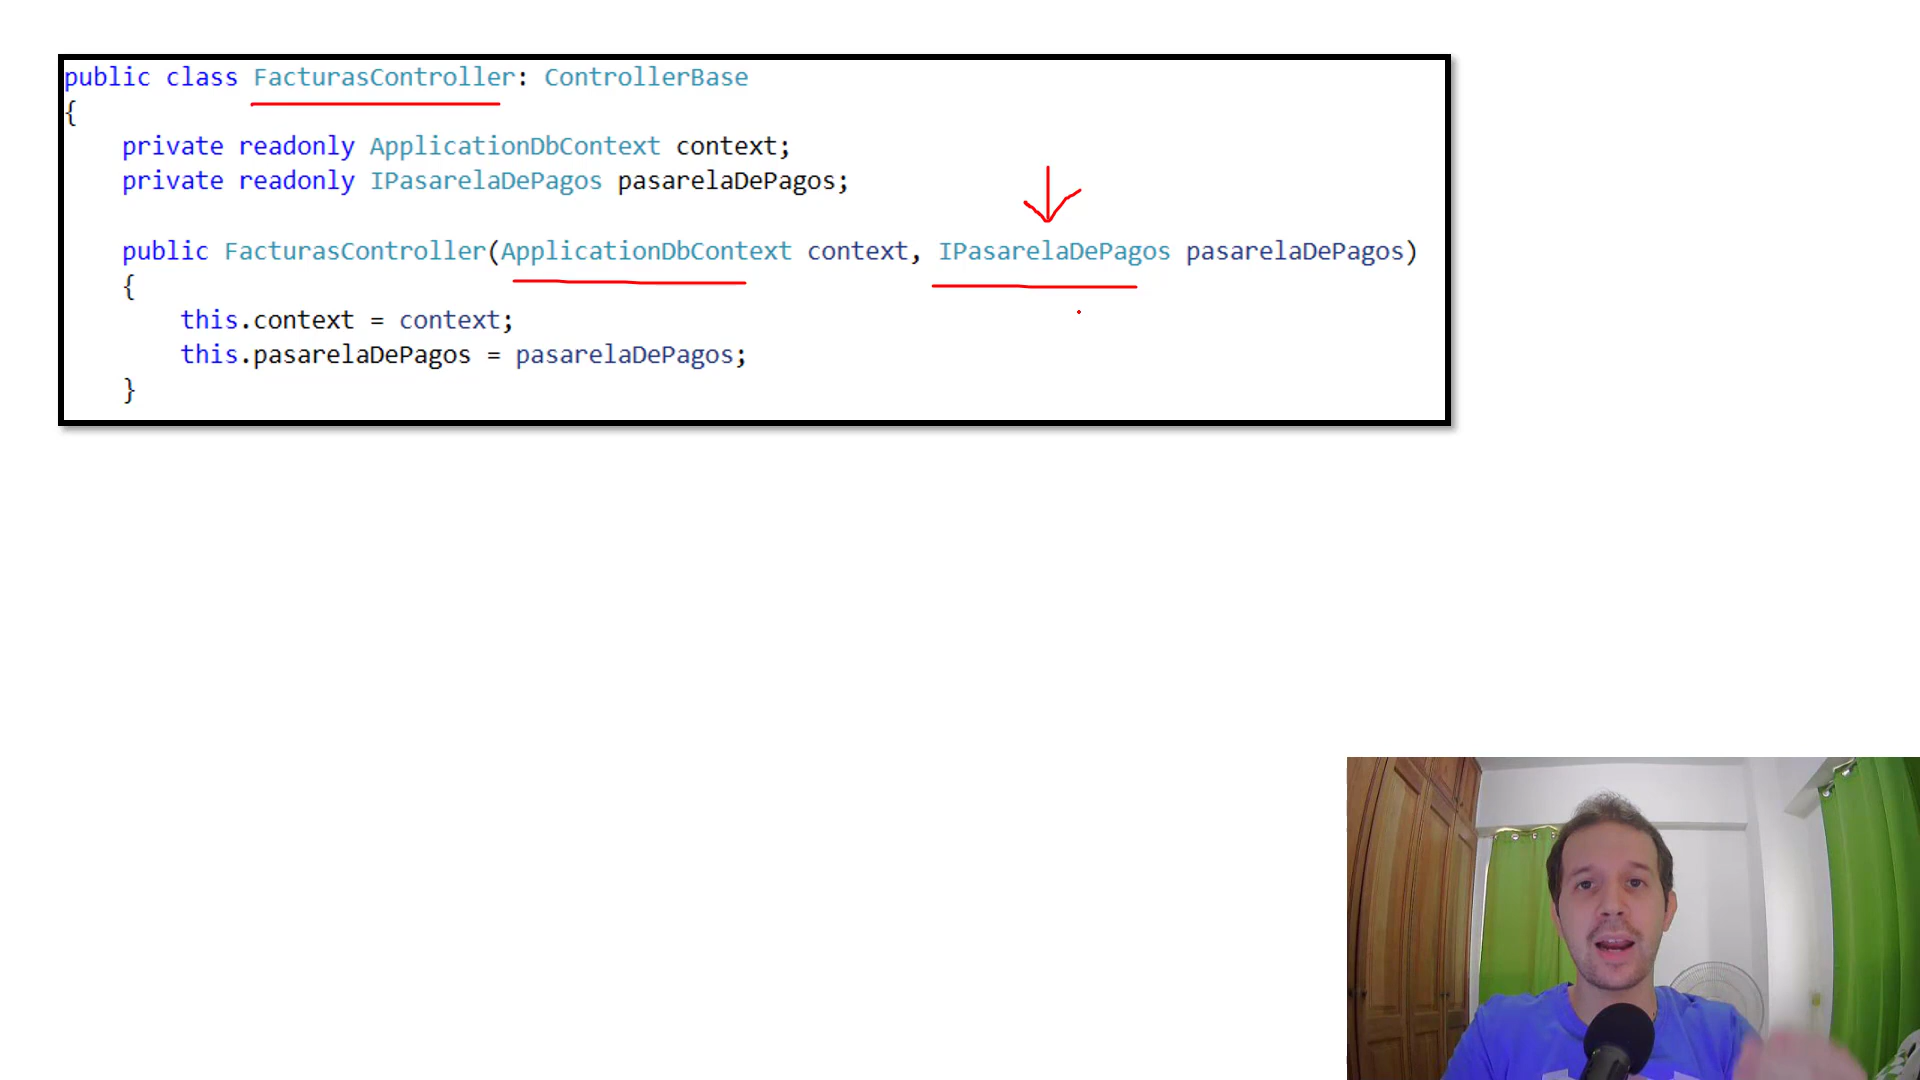 public class FacturasController: ControllerBase
{
private readonly ApplicationDbContext context;
private readonly IPasarelaDePagos pasarelaDePagos;
public FacturasController(ApplicationDbContext context, IPasarelaDePagos pasarelaDePagos)
{
this.context = context;
this.pasarelaDePagos = pasarelaDePagos;
}